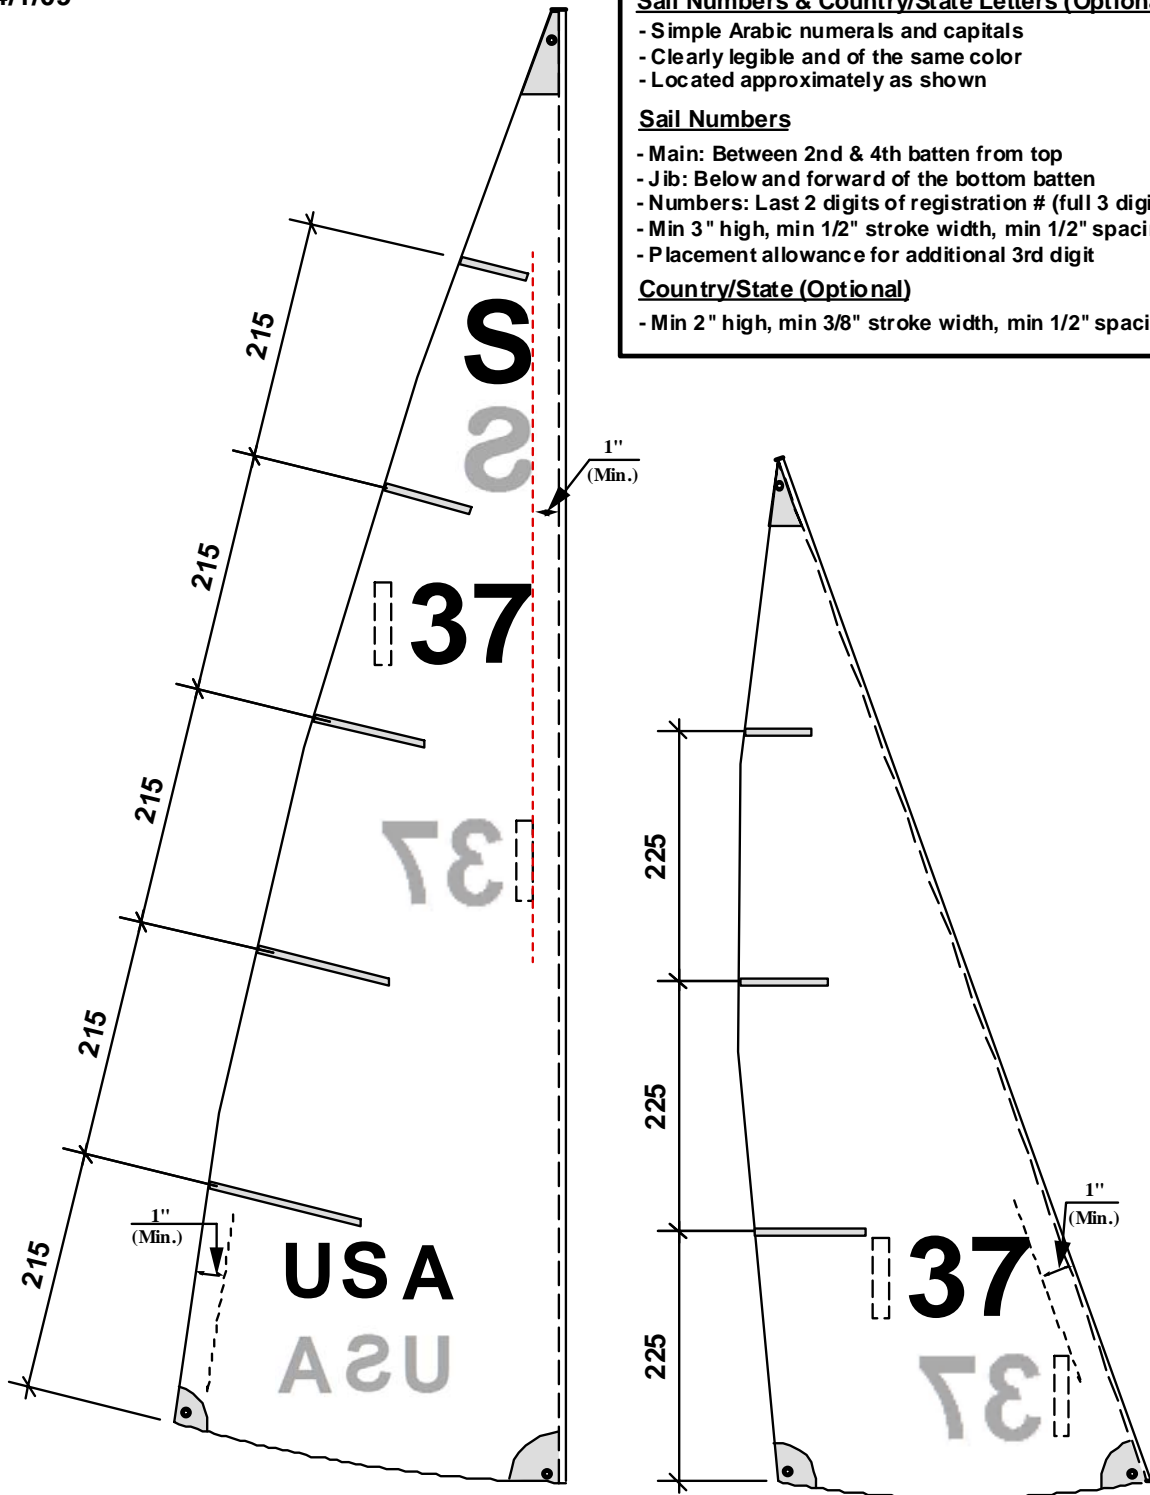 Sail Numbers & Country/State Letters
- Simple Arabic numerals and capitals
- Clearly legible and of the same color
- Located approximately as shown
Sail Numbers
- Main: Between 2nd & 4th batten from top
- Jib: Below and forward of the bottom batten
- Numbers: Last 2 digits of registration # (full 3
- Min 3" high, min 1/2" stroke width, min 1/2"
- Placement allowance for additional 3rd digit
Country/State (Optional)
- Min 2" high, min 3/8" stroke width, min 1/2"
215
S
S
1"
(Min.)
215
37
215
37
225
215
225
1"
(Min.)
1"
(Min.)
215
USA
37
USA
225
37